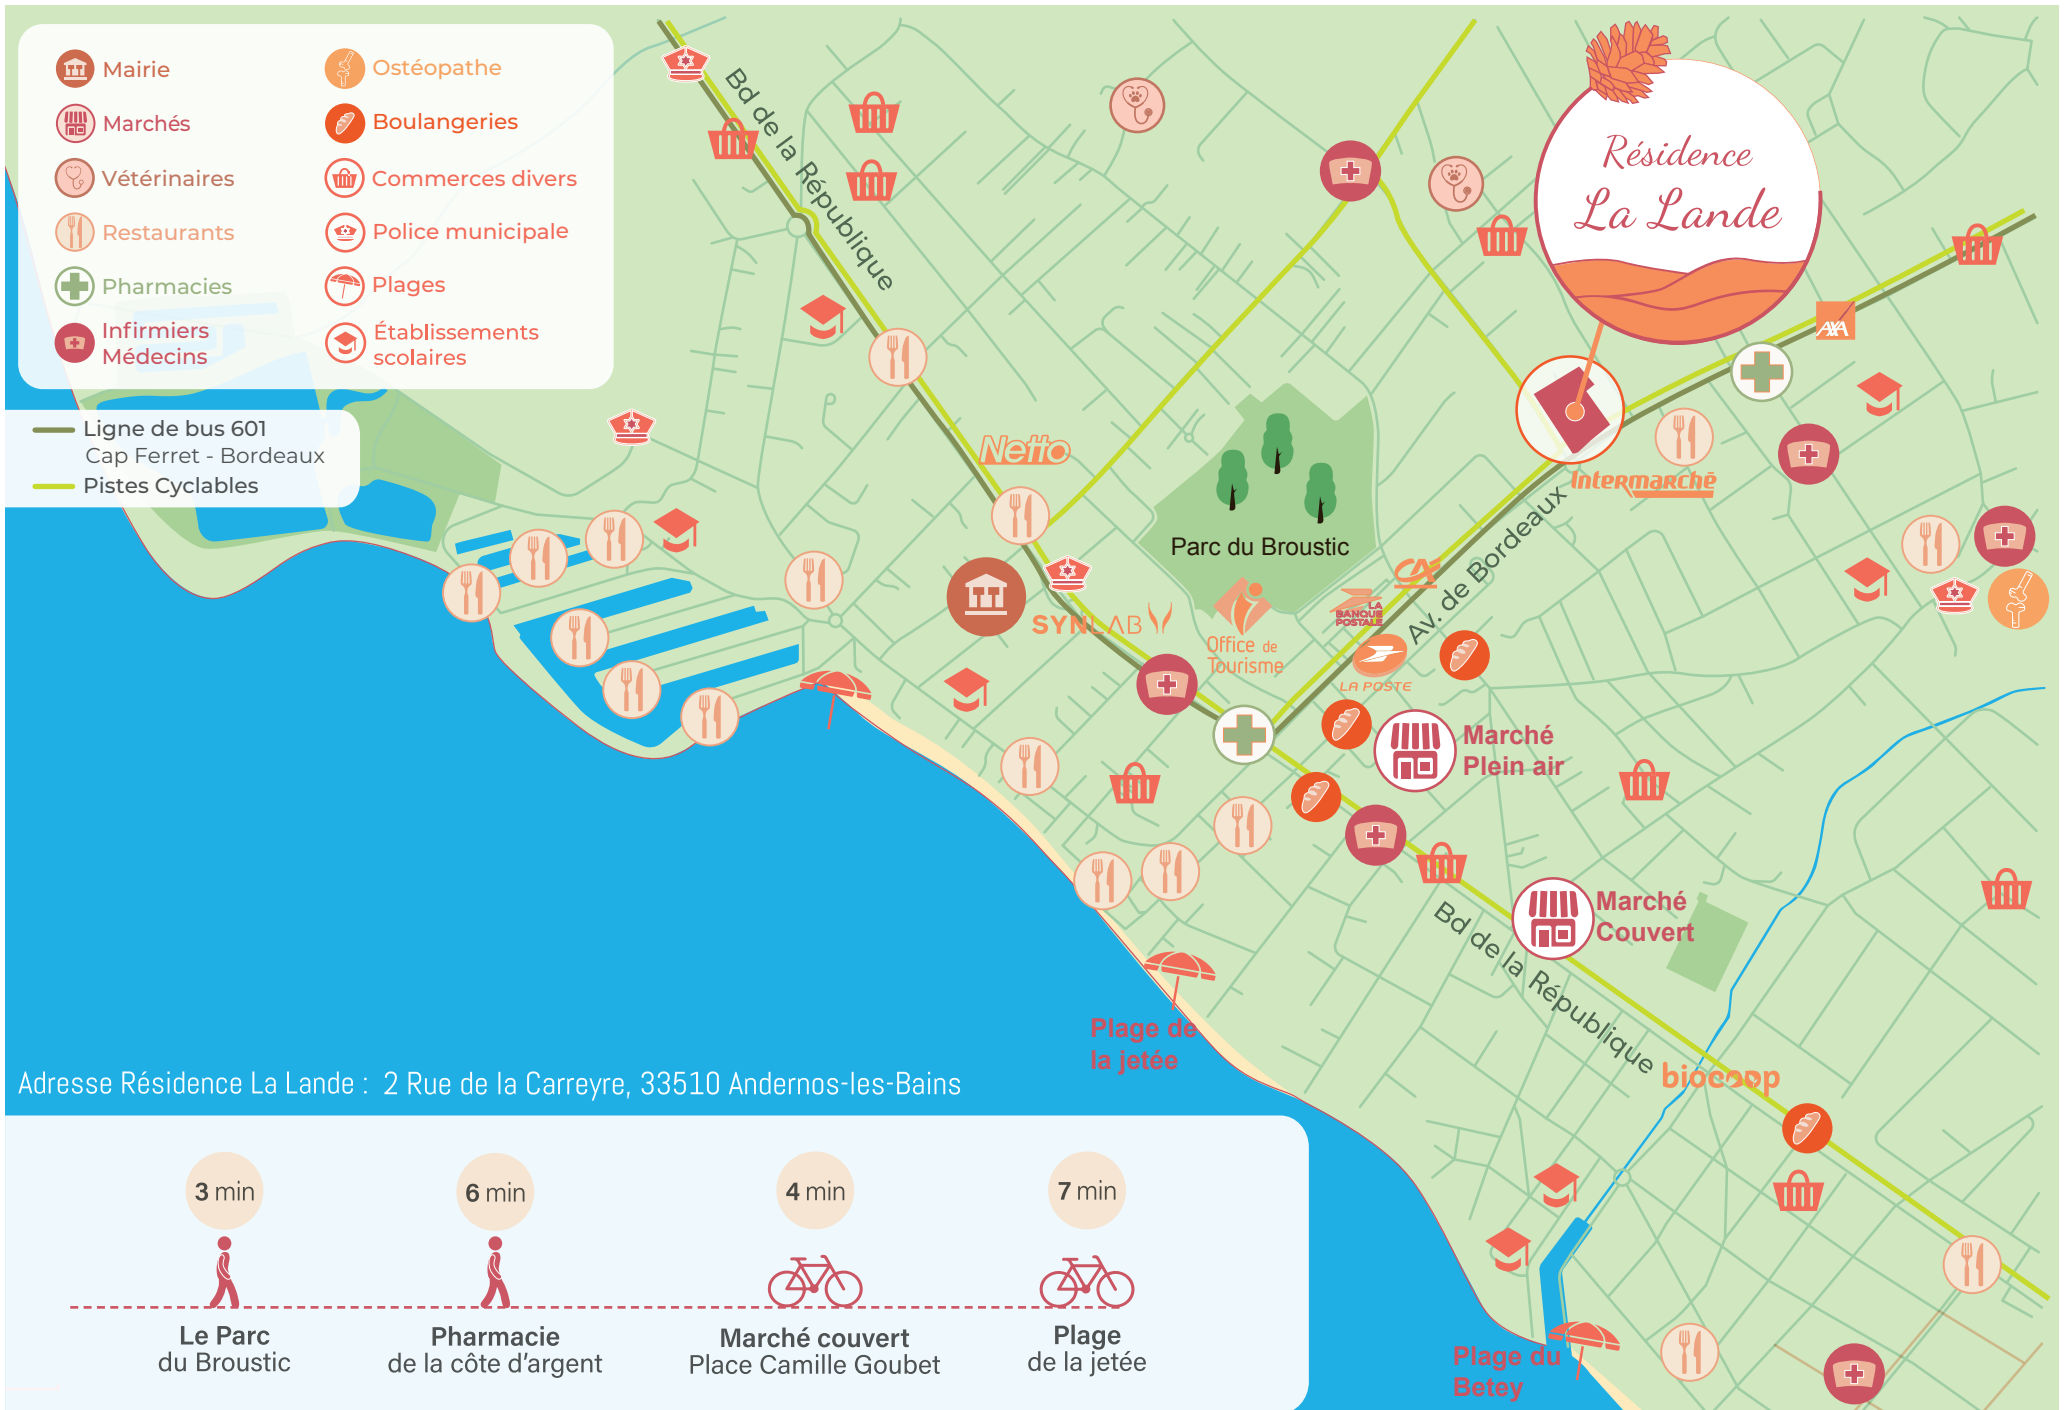 Mairie
Marchés
Vétérinaires
Restaurants
Pharmacies
Infirmiers
Médecins
Ostéopathe
Boulangeries
Commerces divers
Police municipale
Plages
Établissements
scolaires
Ligne de bus 601
Cap Ferret - Bordeaux
Pistes Cyclables
Bd de la République
Résidence
La Lande
AXA
Netto
Intermarché
Parc du Broustic
CA
Av. de Bordeaux
LA
BANQUE
POSTALE
SYNLAB
Office de
Tourisme
LA POSTE
Marché
Plein air
Marché
Couvert
Bd de la République
Plage de
la jetée
biocoop
Plage du
Betey
Adresse Résidence La Lande : 2 Rue de la Carreyre, 33510 Andernos-les-Bains
3 min
6 min
4 min
7 min
Le Parc
du Broustic
Pharmacie
de la côte d'argent
Marché couvert
Place Camille Goubet
Plage
de la jetée